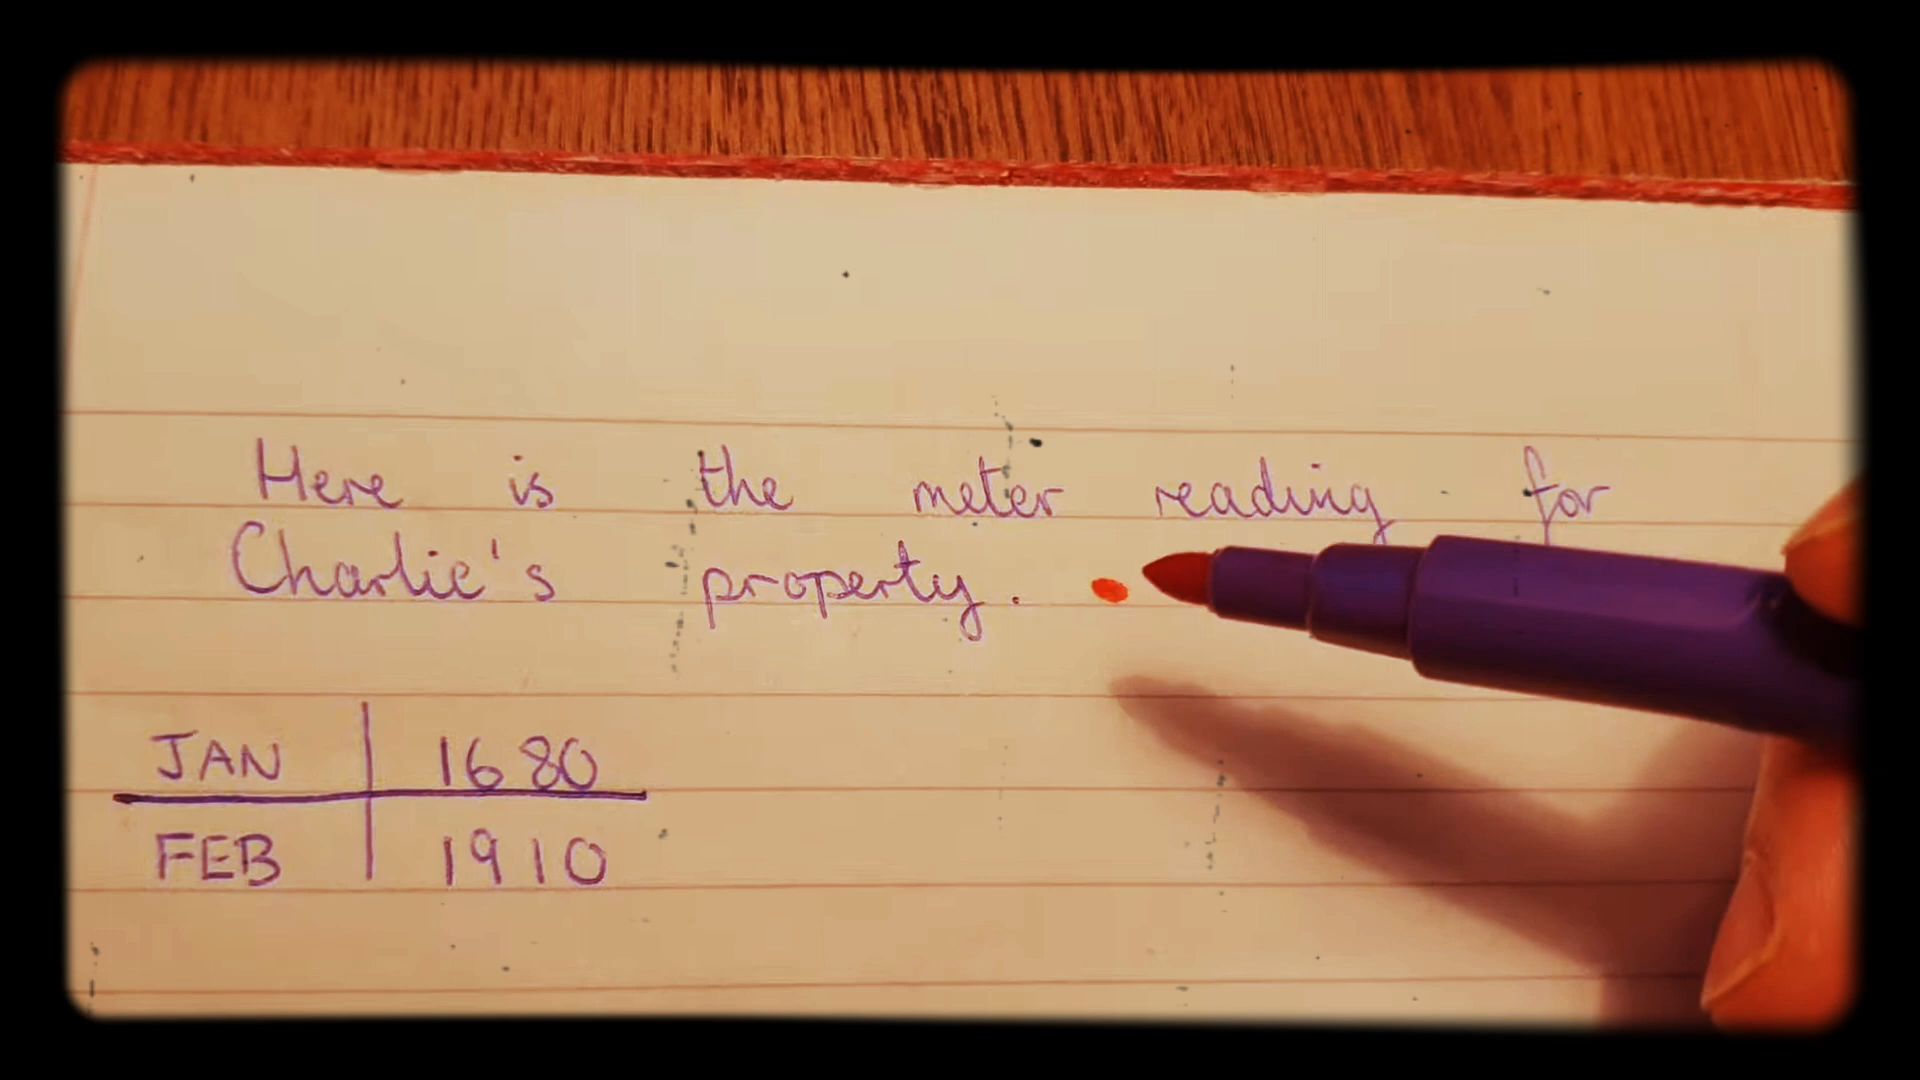 Here is the meter reading for
Charlie's property.
JAN 1680
FEB 1910